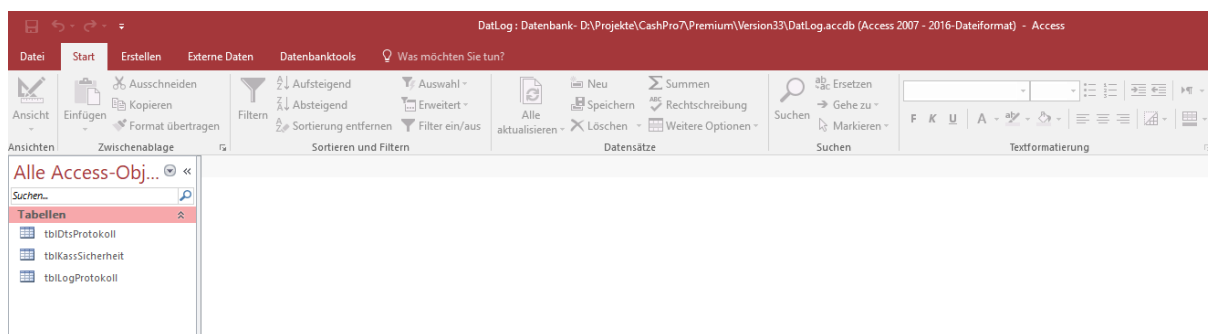 DatLog : Datenbank- D:\Projekte\CashPro7\Premium\Version33\DatLog.accdb (Access 2007 - 2016-Dateiformat) - Access
Datei Start Erstellen Externe Daten Datenbanktools Was möchten Sie tun?
Ausschneiden Aufsteigend Auswahl Neu Summen Ersetzen
Ansicht Einfügen Kopieren Filtern Absteigend Erweitert Alle aktualisieren Speichern Rechtschreibung Suchen Gehe zu
Format übertragen Sortierung entfernen Filter ein/aus Löschen Weitere Optionen Markieren F K U A
Ansichten Zwischenablage Sortieren und Filtern Datensätze Suchen Textformatierung
Alle Access-Obj... «
Suchen...
Tabellen
tblDtsProtokoll
tblKassSicherheit
tblLogProtokoll